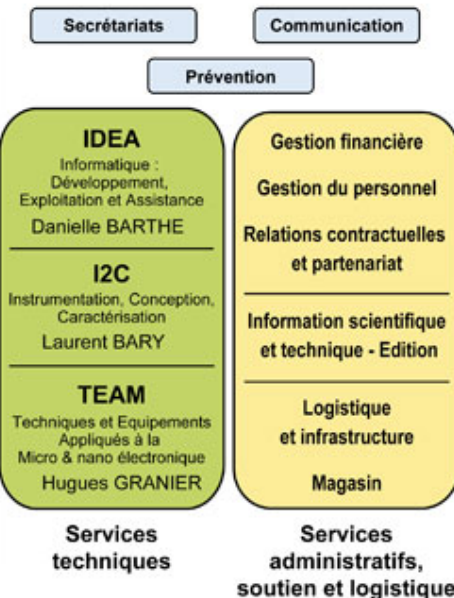 Secrétariats
Communication
Prévention
IDEA
Informatique :
Développement,
Exploitation et Assistance
Danielle BARTHE
I2C
Instrumentation, Conception,
Caractérisation
Laurent BARY
TEAM
Techniques et Equipements
Appliqués à la
Micro & nano électronique
Hugues GRANIER
Services
techniques
Gestion financière
Gestion du personnel
Relations contractuelles
et partenariat
Information scientifique
et technique - Edition
Logistique
et infrastructure
Magasin
Services
administratifs,
soutien et logistique